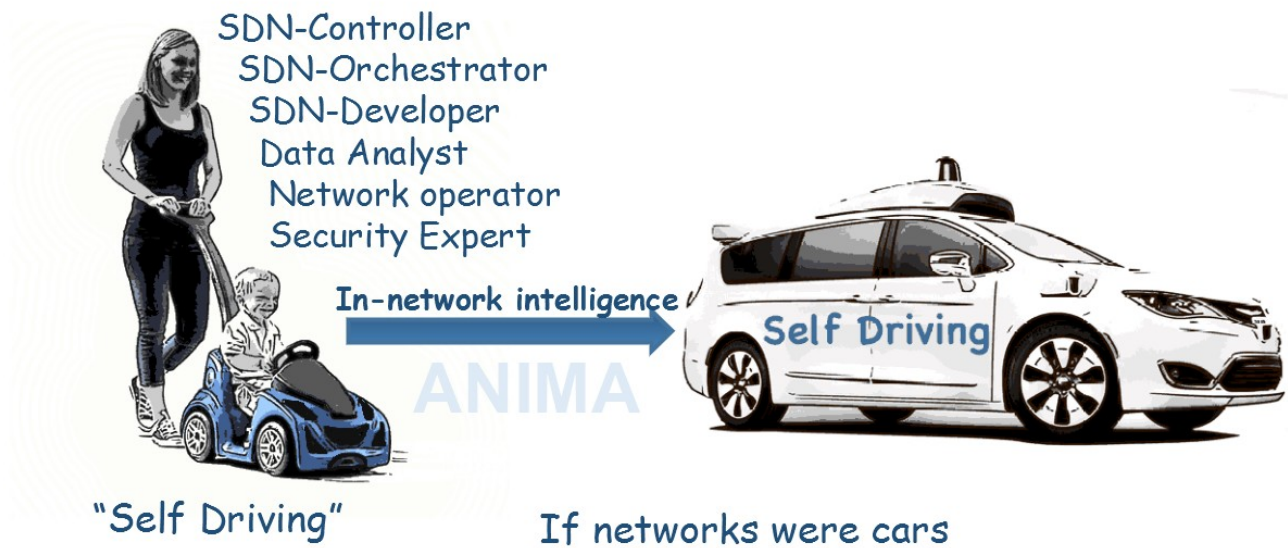 SDN-Controller
SDN-Orchestrator
SDN-Developer
Data Analyst
Network operator
Security Expert
In-network intelligence
ANIMA
Self Driving
“Self Driving”
If networks were cars